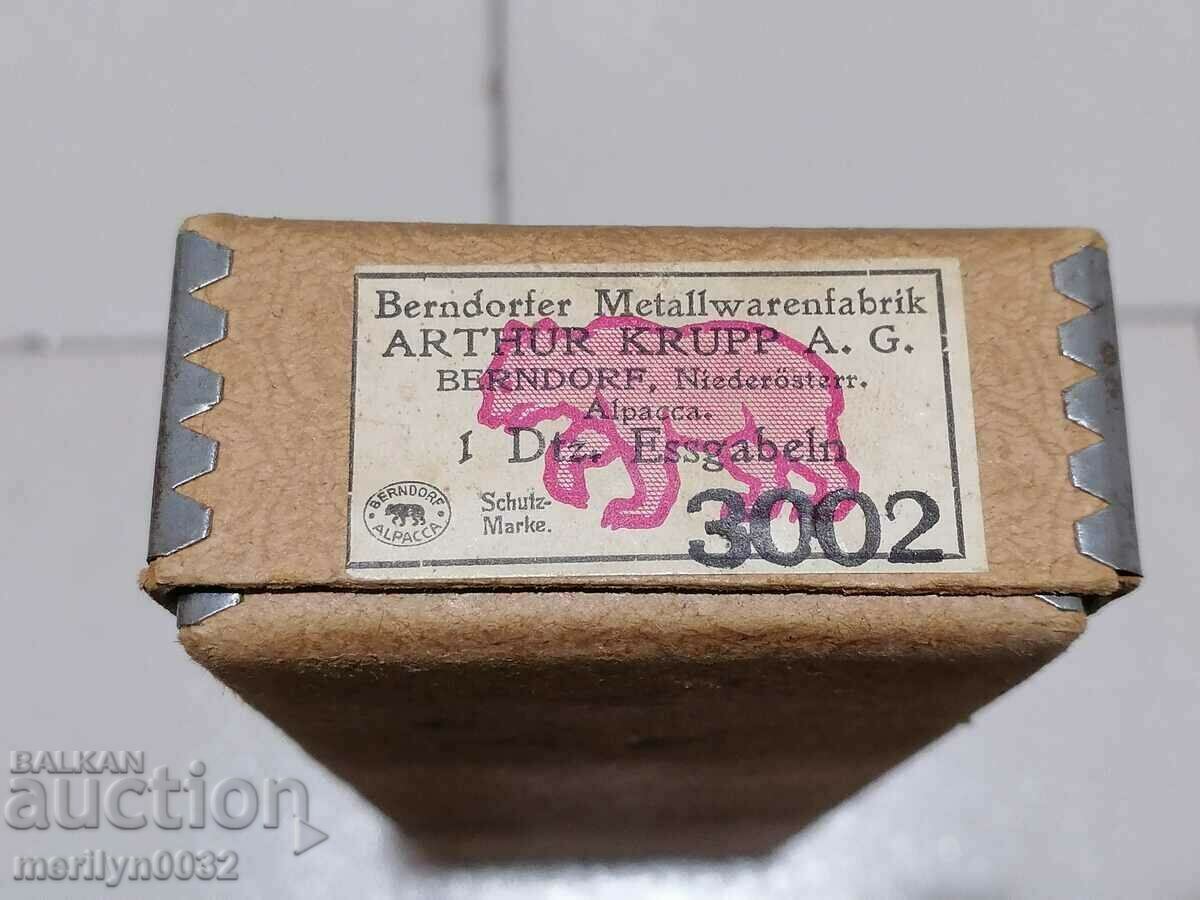 Berndorfer Metallwarenfabrik
ARTHUR KRUPP A. G.
BERNDORF, Niederösterr.
Alpacca.
1 Dtz. Essgabeln
BERNDORF
ALPACCA
Schutz-
Marke.
3002
BALKAN
auction
merilyn0032